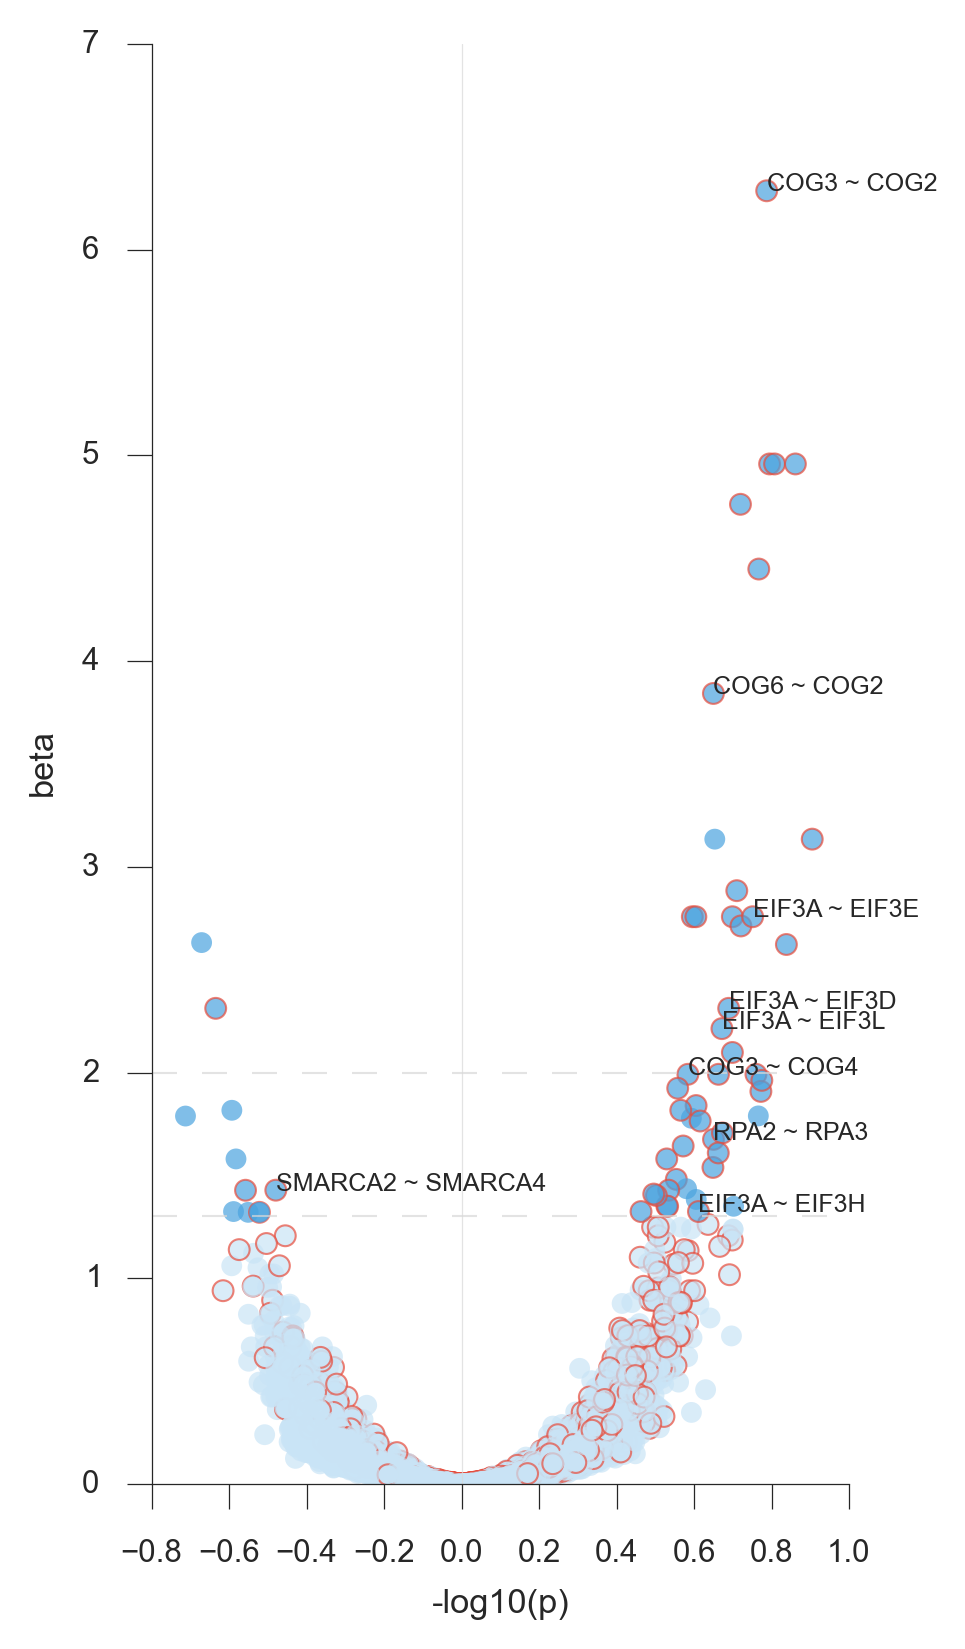 7
COG3 ~ COG2
6
5
4
COG6 ~ COG2
beta
3
EIF3A ~ EIF3E
EIF3A ~ EIF3D
EIF3A ~ EIF3L
2
COG3 ~ COG4
RPA2 ~ RPA3
SMARCA2 ~ SMARCA4
EIF3A ~ EIF3H
1
0
−0.8 −0.6 −0.4 −0.2 0.0 0.2 0.4 0.6 0.8 1.0
-log10(p)